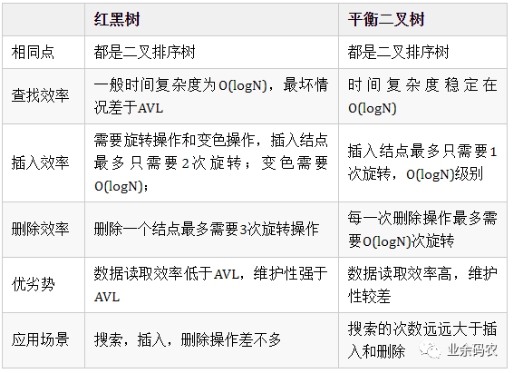 红黑树 平衡二叉树
相同点 都是二叉排序树 都是二叉排序树
查找效率 一般时间复杂度为O(logN)，最坏情
况差于AVL
时间复杂度稳定在
O(logN)
插入效率 需要旋转操作和变色操作，插入结点
最多只需要2次旋转；变色需要
O(logN)；
插入结点最多只需要1
次旋转，O(logN)级别
删除效率 删除一个结点最多需要3次旋转操作
每一次删除操作最多需
要O(logN)次旋转
优劣势 数据读取效率低于AVL，维护性强于
AVL
数据读取效率高，维护
性较差
应用场景 搜索，插入，删除操作差不多
搜索的次数远远大于插
入和删除
业余码农